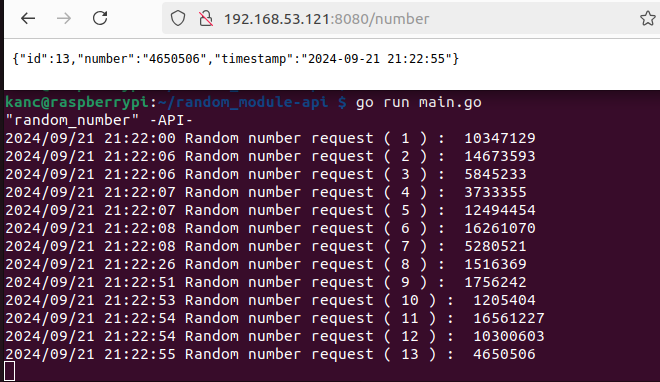 192.168.53.121:8080/number
{"id":13,"number":"4650506","timestamp":"2024-09-21 21:22:55"}
kanc@raspberrypi:~/random_module-api $ go run main.go
"random_number" -API-
2024/09/21 21:22:00 Random number request ( 1 ) :  10347129
2024/09/21 21:22:06 Random number request ( 2 ) :  14673593
2024/09/21 21:22:06 Random number request ( 3 ) :  5845233
2024/09/21 21:22:07 Random number request ( 4 ) :  3733355
2024/09/21 21:22:07 Random number request ( 5 ) :  12494454
2024/09/21 21:22:08 Random number request ( 6 ) :  16261070
2024/09/21 21:22:08 Random number request ( 7 ) :  5280521
2024/09/21 21:22:26 Random number request ( 8 ) :  1516369
2024/09/21 21:22:51 Random number request ( 9 ) :  1756242
2024/09/21 21:22:53 Random number request ( 10 ) :  1205404
2024/09/21 21:22:54 Random number request ( 11 ) :  16561227
2024/09/21 21:22:54 Random number request ( 12 ) :  10300603
2024/09/21 21:22:55 Random number request ( 13 ) :  4650506